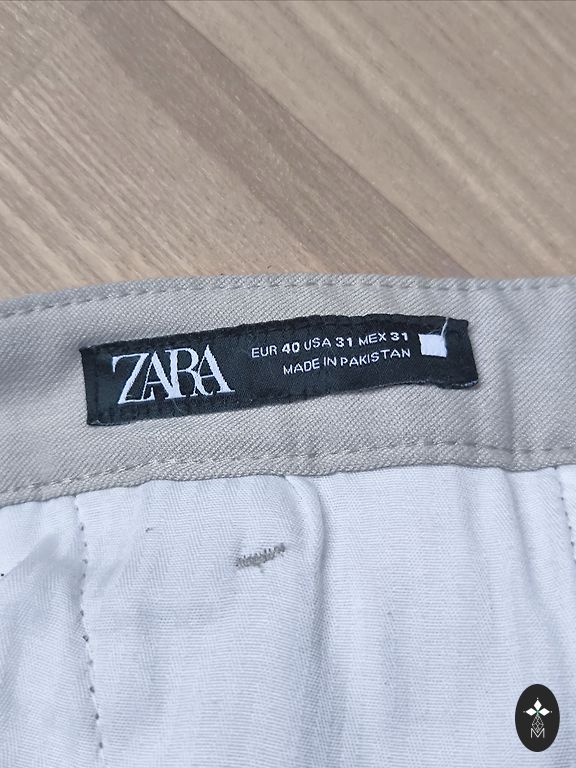 ZARA
EUR 40 USA 31 MEX 31
MADE IN PAKISTAN
M